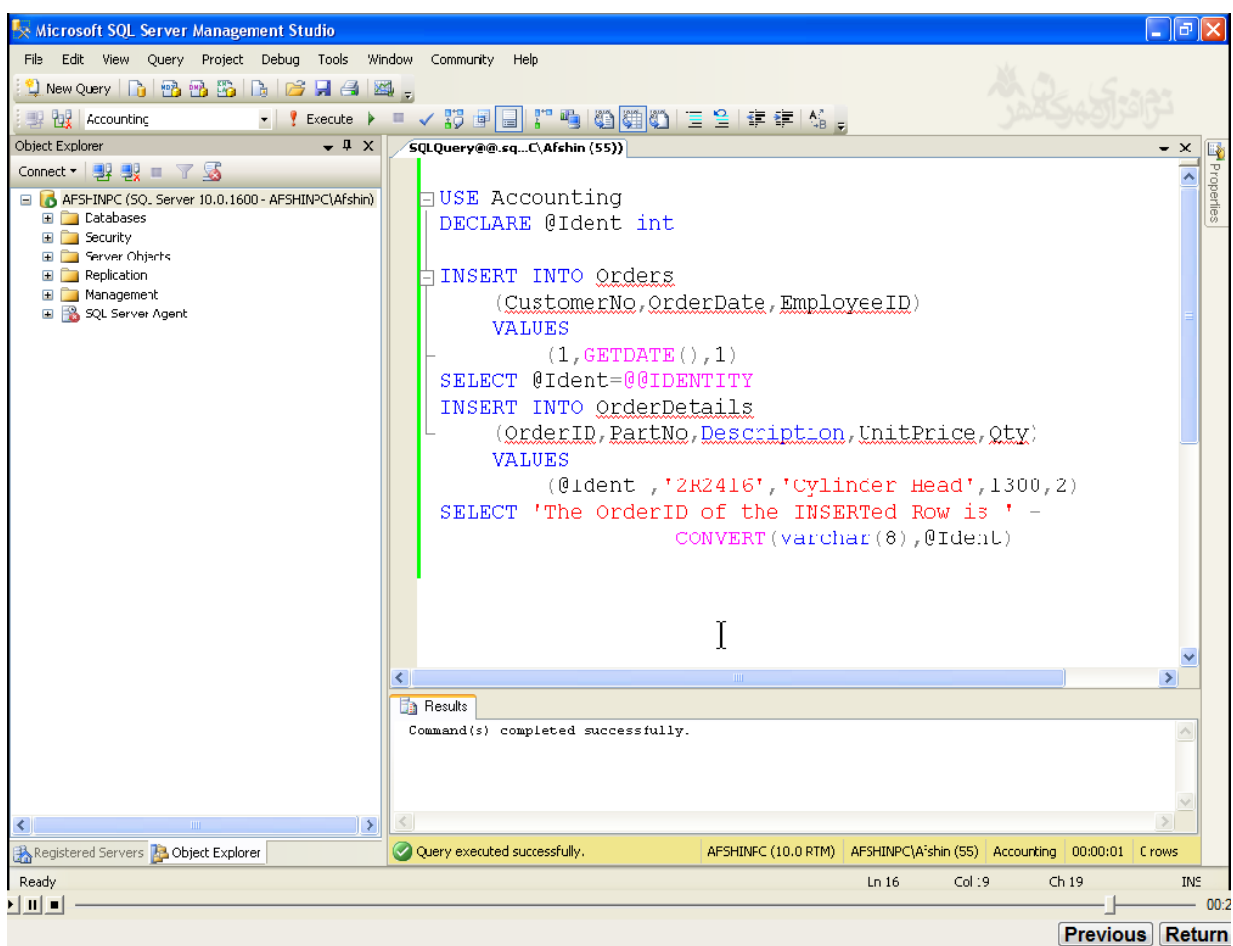 Microsoft SQL Server Management Studio
File Edit View Query Project Debug Tools Window Community Help
New Query
Accounting Execute
Object Explorer
SQLQuery@@.sq...C\Afshin (55))
Connect
Properties
AFSHINPC (SQL Server 10.0.1600 - AFSHINPC\Afshin)
Databases
Security
Server Objects
Replication
Management
SQL Server Agent
USE Accounting
DECLARE @Ident int
INSERT INTO Orders
(CustomerNo,OrderDate,EmployeeID)
VALUES
(1,GETDATE(),1)
SELECT @Ident=@@IDENTITY
INSERT INTO OrderDetails
(OrderID,PartNo,Description,UnitPrice,Qty)
VALUES
(@Ident ,'2R2416','Cylinder Head',1300,2)
SELECT 'The OrderID of the INSERTed Row is ' -
CONVERT(varchar(8),@Ident)
Results
Command(s) completed successfully.
Registered Servers Object Explorer
Query executed successfully. AFSHINPC (10.0 RTM) AFSHINPC\Afshin (55) Accounting 00:00:01 0 rows
Ready Ln 16 Col 19 Ch 19 INS
00:2
Previous Return